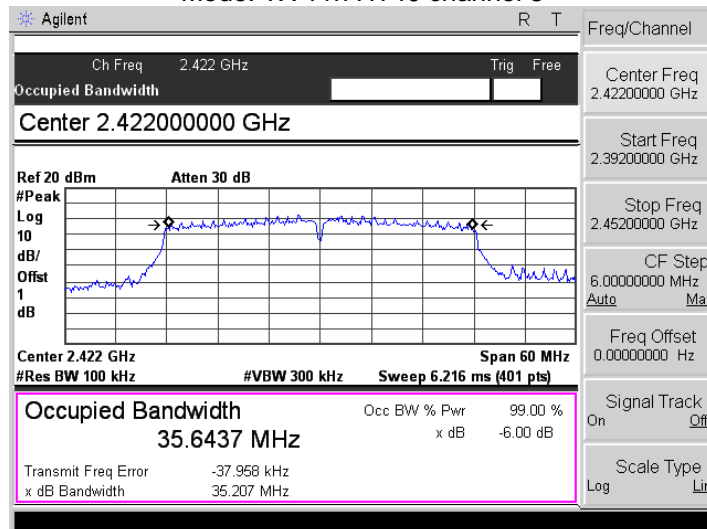 Agilent R T
Ch Freq 2.422 GHz Trig Free
Occupied Bandwidth
Center 2.422000000 GHz
Ref 20 dBm Atten 30 dB
#Peak
Log
10
dB/
Offst
1
dB
Center 2.422 GHz Span 60 MHz
#Res BW 100 kHz #VBW 300 kHz Sweep 6.216 ms (401 pts)
Occupied Bandwidth Occ BW % Pwr 99.00 %
35.6437 MHz x dB -6.00 dB
Transmit Freq Error -37.958 kHz
x dB Bandwidth 35.207 MHz
Freq/Channel
Center Freq
2.42200000 GHz
Start Freq
2.39200000 GHz
Stop Freq
2.45200000 GHz
CF Step
6.00000000 MHz
Auto Ma
Freq Offset
0.00000000 Hz
Signal Track
On Off
Scale Type
Log Lin